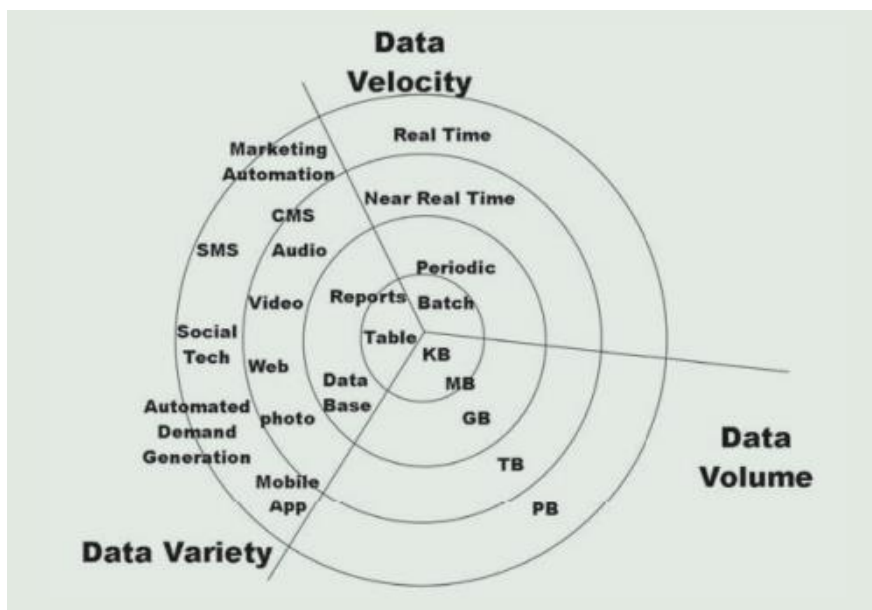 Data
Velocity
Real Time
Marketing
Automation
Near Real Time
CMS
SMS
Audio
Periodic
Reports
Batch
Video
Social
Tech
Table
KB
Web
Data
Base
MB
Automated
Demand
Generation
photo
GB
Data
Volume
TB
Mobile
App
PB
Data Variety